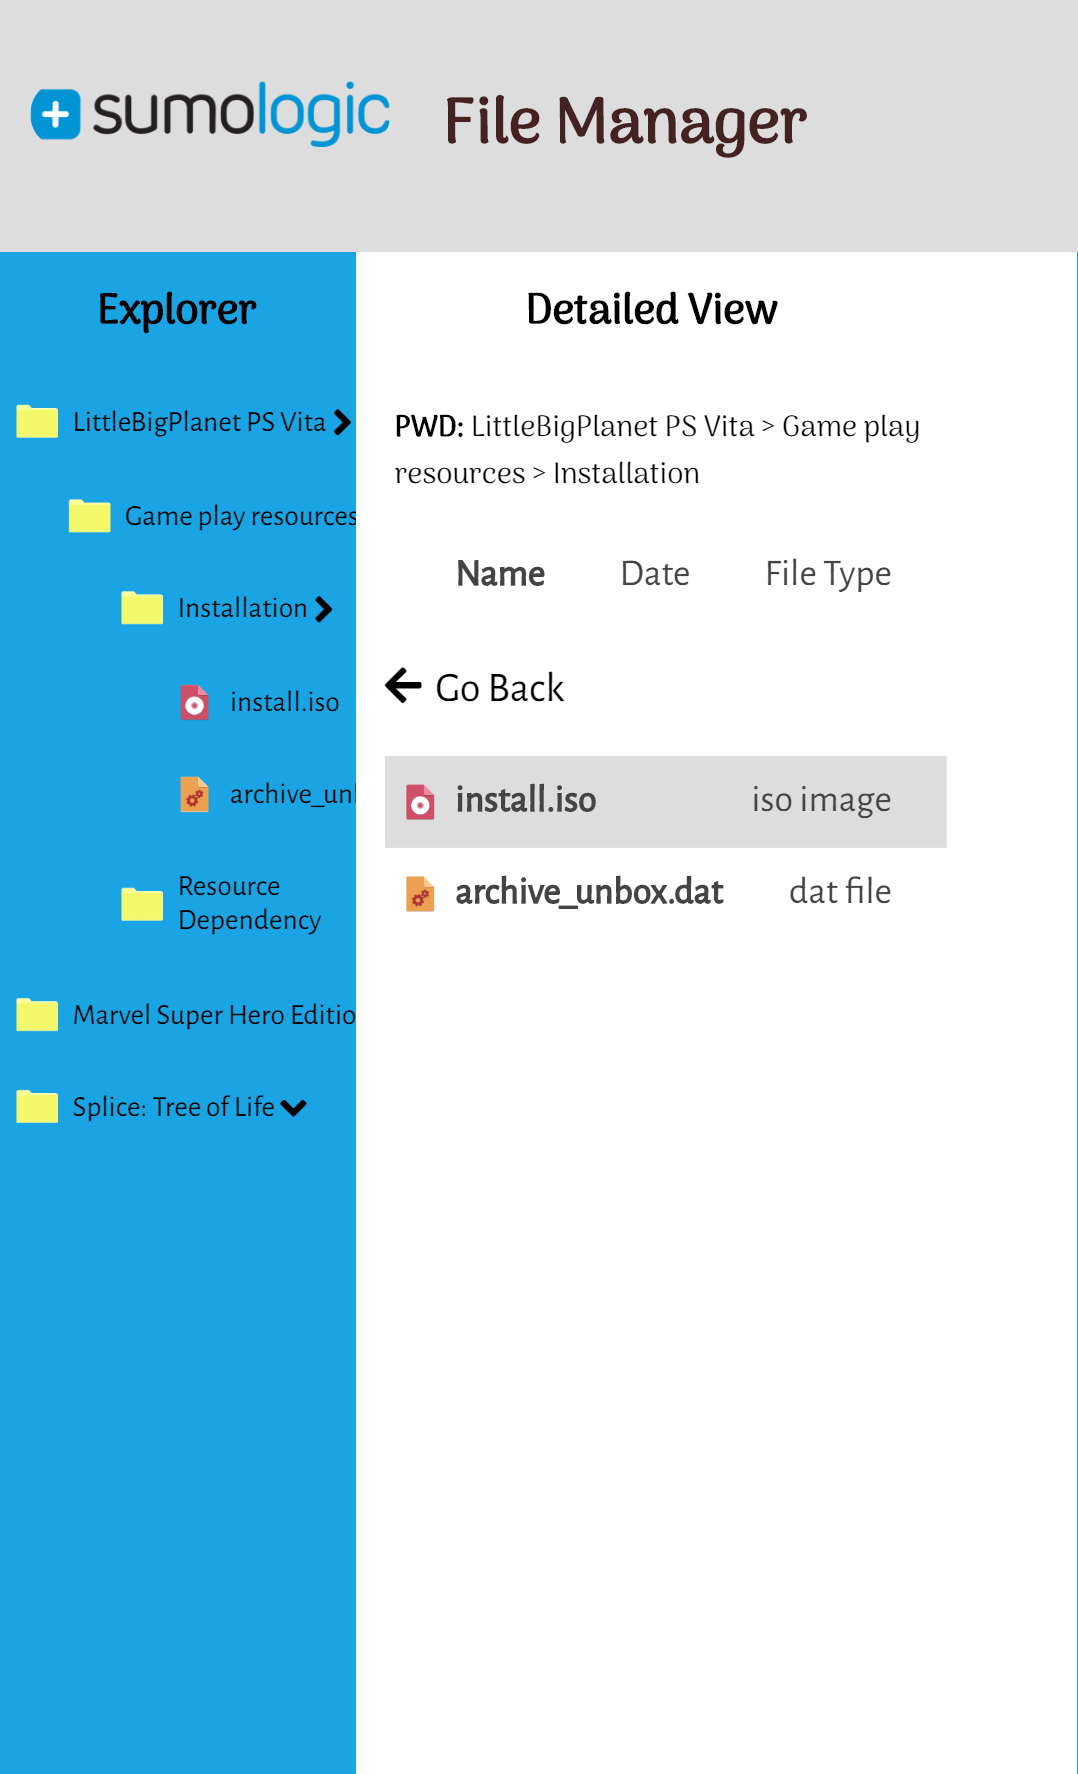 sumologic
File Manager
Explorer
LittleBigPlanet PS Vita
Game play resources
Installation
install.iso
archive_un
Resource
Dependency
Marvel Super Hero Editio
Splice: Tree of Life
Detailed View
PWD: LittleBigPlanet PS Vita > Game play
resources > Installation
Name Date File Type
Go Back
install.iso iso image
archive_unbox.dat dat file